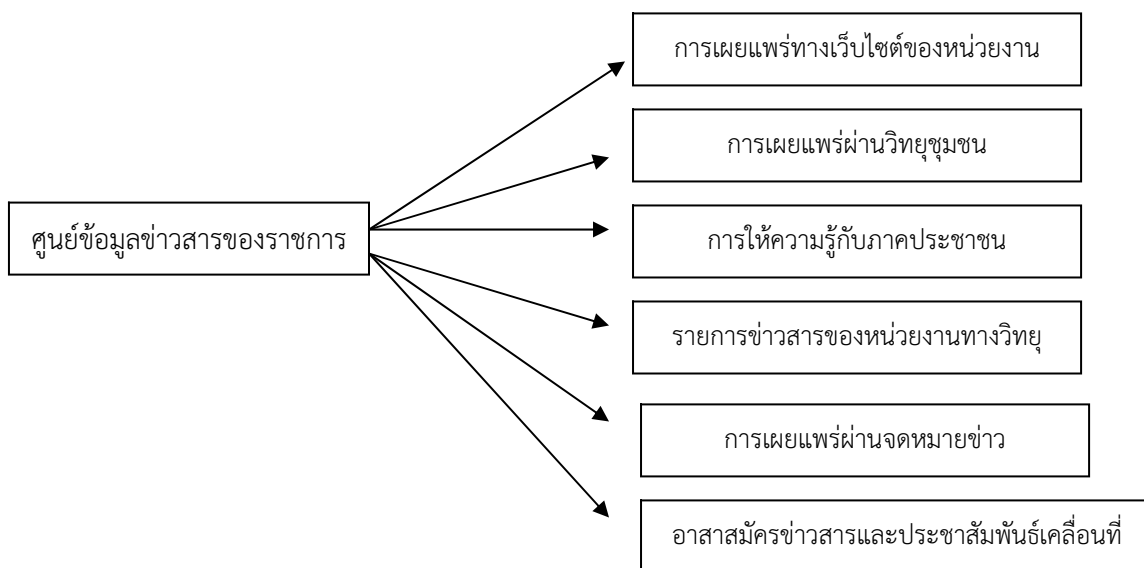 การเผยแพร่ทางเว็บไซต์ของหน่วยงาน
การเผยแพร่ผ่านวิทยุชุมชน
ศูนย์ข้อมูลข่าวสารของราชการ
การให้ความรู้กับภาคประชาชน
รายการข่าวสารของหน่วยงานทางวิทยุ
การเผยแพร่ผ่านจดหมายข่าว
อาสาสมัครข่าวสารและประชาสัมพันธ์เคลื่อนที่